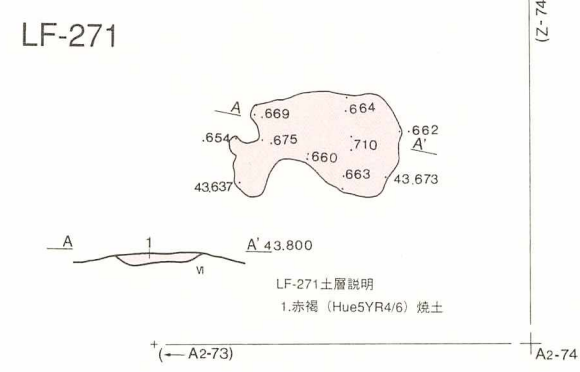 LF-271
(Z-74
A
.669
.664
.654
.675
.710
.662
A'
.660
.663
43.637
43.673
A
1
A' 43.800
VI
LF-271土層説明
1.赤褐（Hue5YR4/6）焼土
(← A2-73)
A2-74